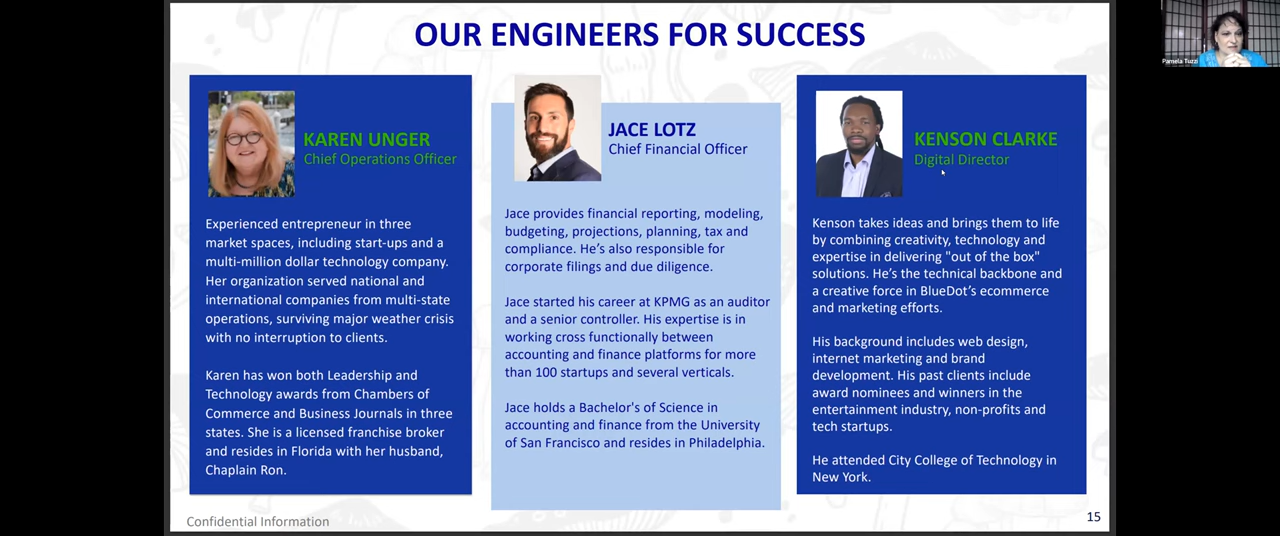 OUR ENGINEERS FOR SUCCESS
KAREN UNGER
Chief Operations Officer
Experienced entrepreneur in three
market spaces, including start-ups and a
multi-million dollar technology company.
Her organization served national and
international companies from multi-state
operations, surviving major weather crisis
with no interruption to clients.
Karen has won both Leadership and
Technology awards from Chambers of
Commerce and Business Journals in three
states. She is a licensed franchise broker
and resides in Florida with her husband,
Chaplain Ron.
JACE LOTZ
Chief Financial Officer
Jace provides financial reporting, modeling,
budgeting, projections, planning, tax and
compliance. He’s also responsible for
corporate filings and due diligence.
Jace started his career at KPMG as an auditor
and a senior controller. His expertise is in
working cross functionally between
accounting and finance platforms for more
than 100 startups and several verticals.
Jace holds a Bachelor's of Science in
accounting and finance from the University
of San Francisco and resides in Philadelphia.
KENSON CLARKE
Digital Director
Kenson takes ideas and brings them to life
by combining creativity, technology and
expertise in delivering "out of the box"
solutions. He’s the technical backbone and
a creative force in BlueDot’s ecommerce
and marketing efforts.
His background includes web design,
internet marketing and brand
development. His past clients include
award nominees and winners in the
entertainment industry, non-profits and
tech startups.
He attended City College of Technology in
New York.
Confidential Information
15
Pamela Tuzzi